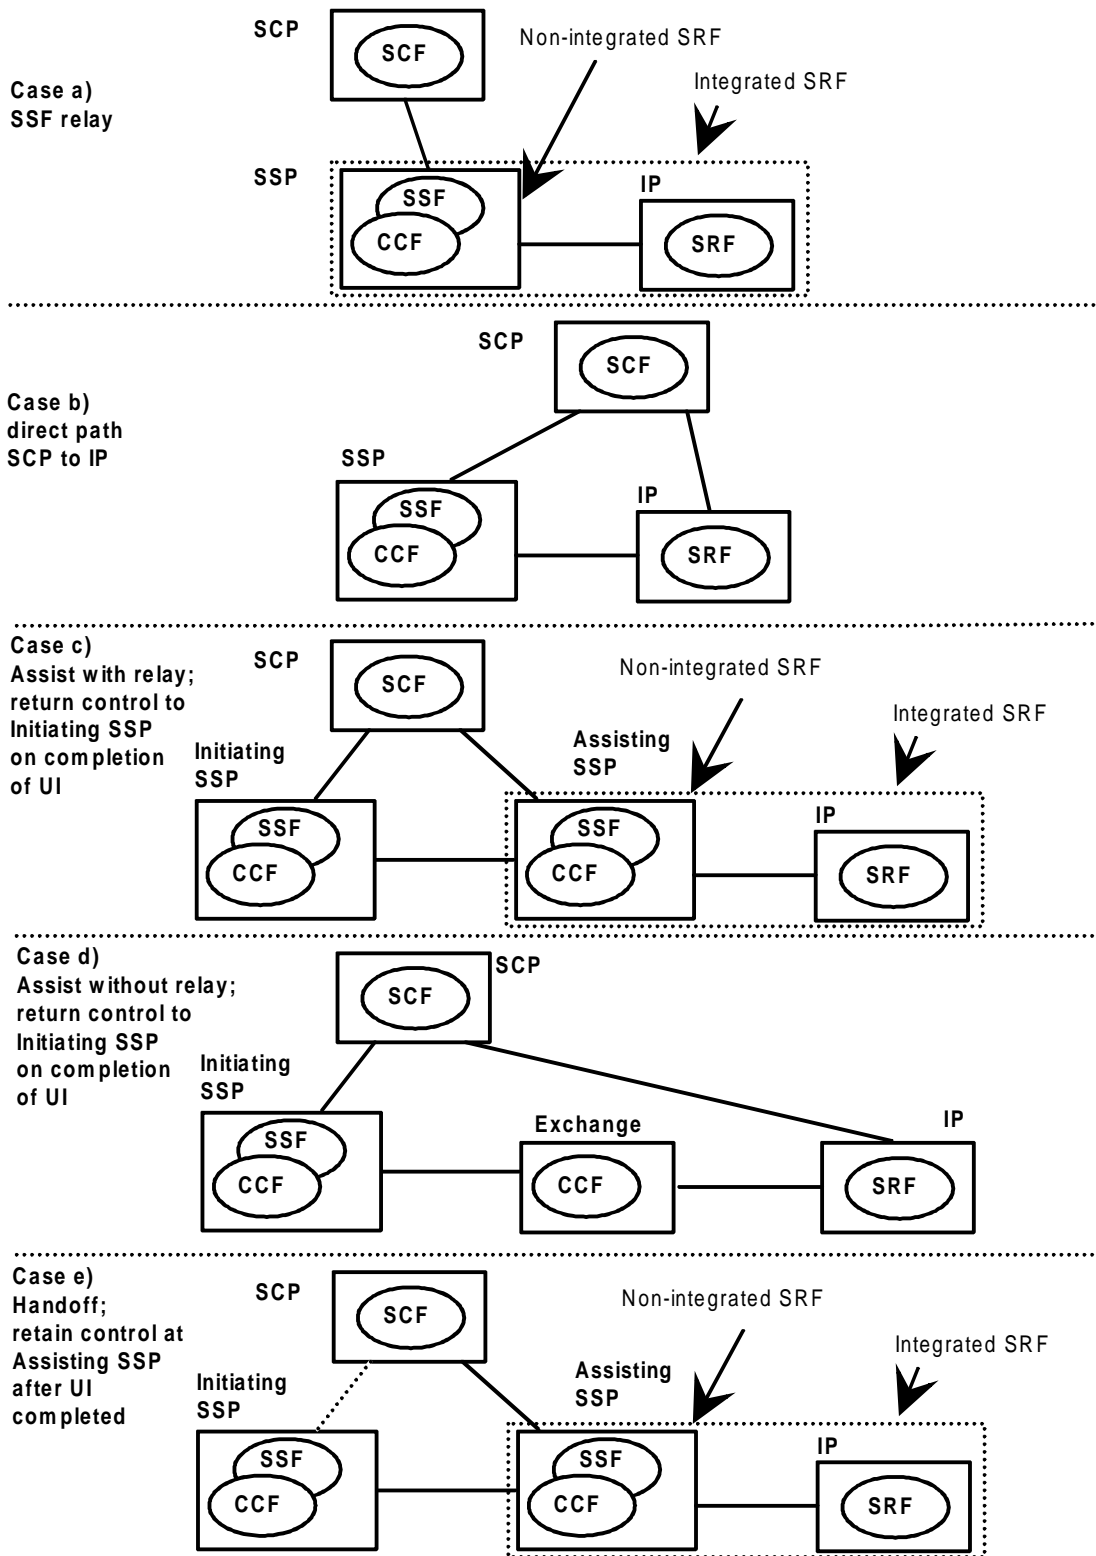 SCP
SCF
Non-integrated SRF
Integrated SRF
Case a)
SSF relay
SSP
IP
SSF
CCF
SRF
SCP
SCF
Case b)
direct path
SCP to IP
SSP
IP
SSF
CCF
SRF
Case c)
Assist with relay;
return control to
Initiating SSP
on completion
of UI
SCP
SCF
Non-integrated SRF
Integrated SRF
Initiating
SSP
Assisting
SSP
IP
SSF
CCF
SSF
CCF
SRF
Case d)
Assist without relay;
return control to
Initiating SSP
on completion
of UI
SCP
SCF
Initiating
SSP
Exchange
IP
SSF
CCF
CCF
SRF
Case e)
Handoff;
retain control at
Assisting SSP
after UI
completed
SCP
SCF
Non-integrated SRF
Integrated SRF
Initiating
SSP
Assisting
SSP
IP
SSF
CCF
SSF
CCF
SRF